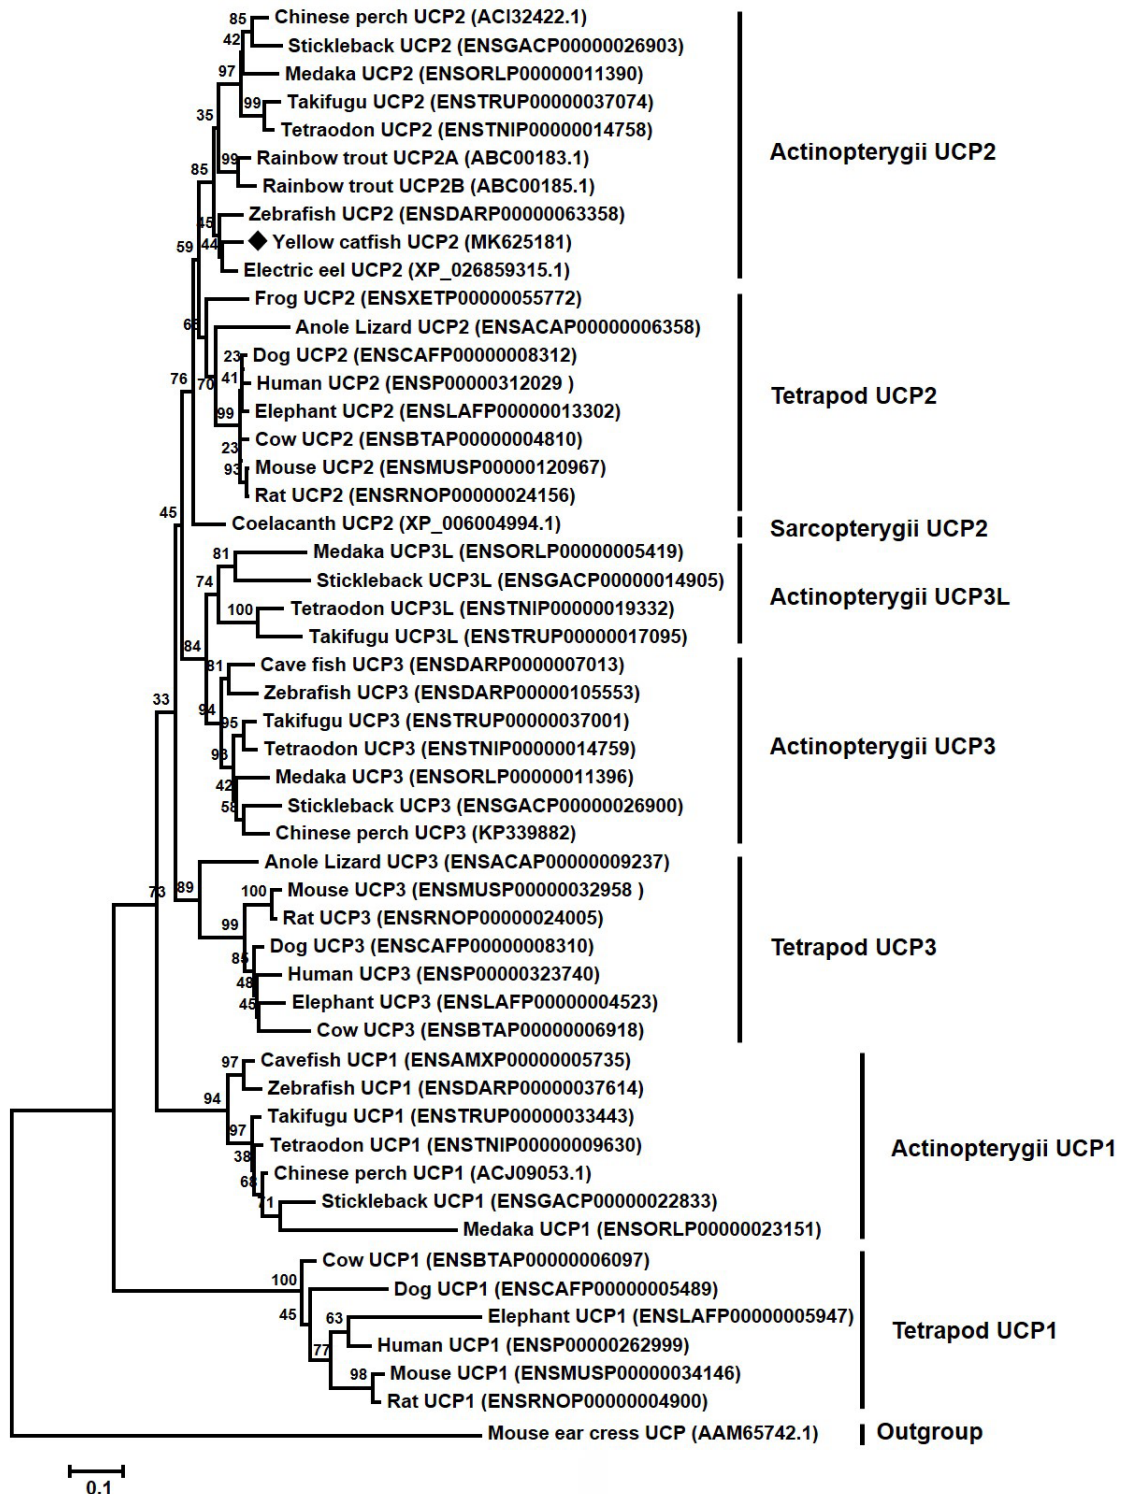 85
Chinese perch UCP2 (ACI32422.1)
42
Stickleback UCP2 (ENSGACP00000026903)
97
Medaka UCP2 (ENSORLP00000011390)
99
Takifugu UCP2 (ENSTRUP00000037074)
35
Tetraodon UCP2 (ENSTNIP00000014758)
Actinopterygii UCP2
99
Rainbow trout UCP2A (ABC00183.1)
85
Rainbow trout UCP2B (ABC00185.1)
45
Zebrafish UCP2 (ENSDARP00000063358)
59
44
Yellow catfish UCP2 (MK625181)
Electric eel UCP2 (XP_026859315.1)
Frog UCP2 (ENSXETP00000055772)
Anole Lizard UCP2 (ENSACAP00000006358)
23
Dog UCP2 (ENSCAFP00000008312)
76
70
41
Human UCP2 (ENSP00000312029 )
Tetrapod UCP2
99
Elephant UCP2 (ENSLAFP00000013302)
23
Cow UCP2 (ENSBTAP00000004810)
93
Mouse UCP2 (ENSMUSP00000120967)
Rat UCP2 (ENSRNOP00000024156)
45
Coelacanth UCP2 (XP_006004994.1)
Sarcopterygii UCP2
81
Medaka UCP3L (ENSORLP00000005419)
74
Stickleback UCP3L (ENSGACP00000014905)
Actinopterygii UCP3L
100
Tetraodon UCP3L (ENSTNIP00000019332)
Takifugu UCP3L (ENSTRUP00000017095)
84
81
Cave fish UCP3 (ENSDARP0000007013)
33
Zebrafish UCP3 (ENSDARP00000105553)
94
95
Takifugu UCP3 (ENSTRUP00000037001)
Tetraodon UCP3 (ENSTNIP00000014759)
Actinopterygii UCP3
Medaka UCP3 (ENSORLP00000011396)
42
58
Stickleback UCP3 (ENSGACP00000026900)
Chinese perch UCP3 (KP339882)
Anole Lizard UCP3 (ENSACAP00000009237)
73
89
100
Mouse UCP3 (ENSMUSP00000032958 )
99
Rat UCP3 (ENSRNOP00000024005)
85
Dog UCP3 (ENSCAFP00000008310)
Tetrapod UCP3
48
Human UCP3 (ENSP00000323740)
45
Elephant UCP3 (ENSLAFP00000004523)
Cow UCP3 (ENSBTAP00000006918)
97
Cavefish UCP1 (ENSAMXP00000005735)
94
Zebrafish UCP1 (ENSDARP00000037614)
97
Takifugu UCP1 (ENSTRUP00000033443)
38
Tetraodon UCP1 (ENSTNIP00000009630)
Actinopterygii UCP1
68
Chinese perch UCP1 (ACJ09053.1)
71
Stickleback UCP1 (ENSGACP00000022833)
Medaka UCP1 (ENSORLP00000023151)
100
Cow UCP1 (ENSBTAP00000006097)
45
Dog UCP1 (ENSCAFP00000005489)
63
Elephant UCP1 (ENSLAFP00000005947)
Tetrapod UCP1
77
Human UCP1 (ENSP00000262999)
98
Mouse UCP1 (ENSMUSP00000034146)
Rat UCP1 (ENSRNOP00000004900)
Mouse ear cress UCP (AAM65742.1)
Outgroup
0.1